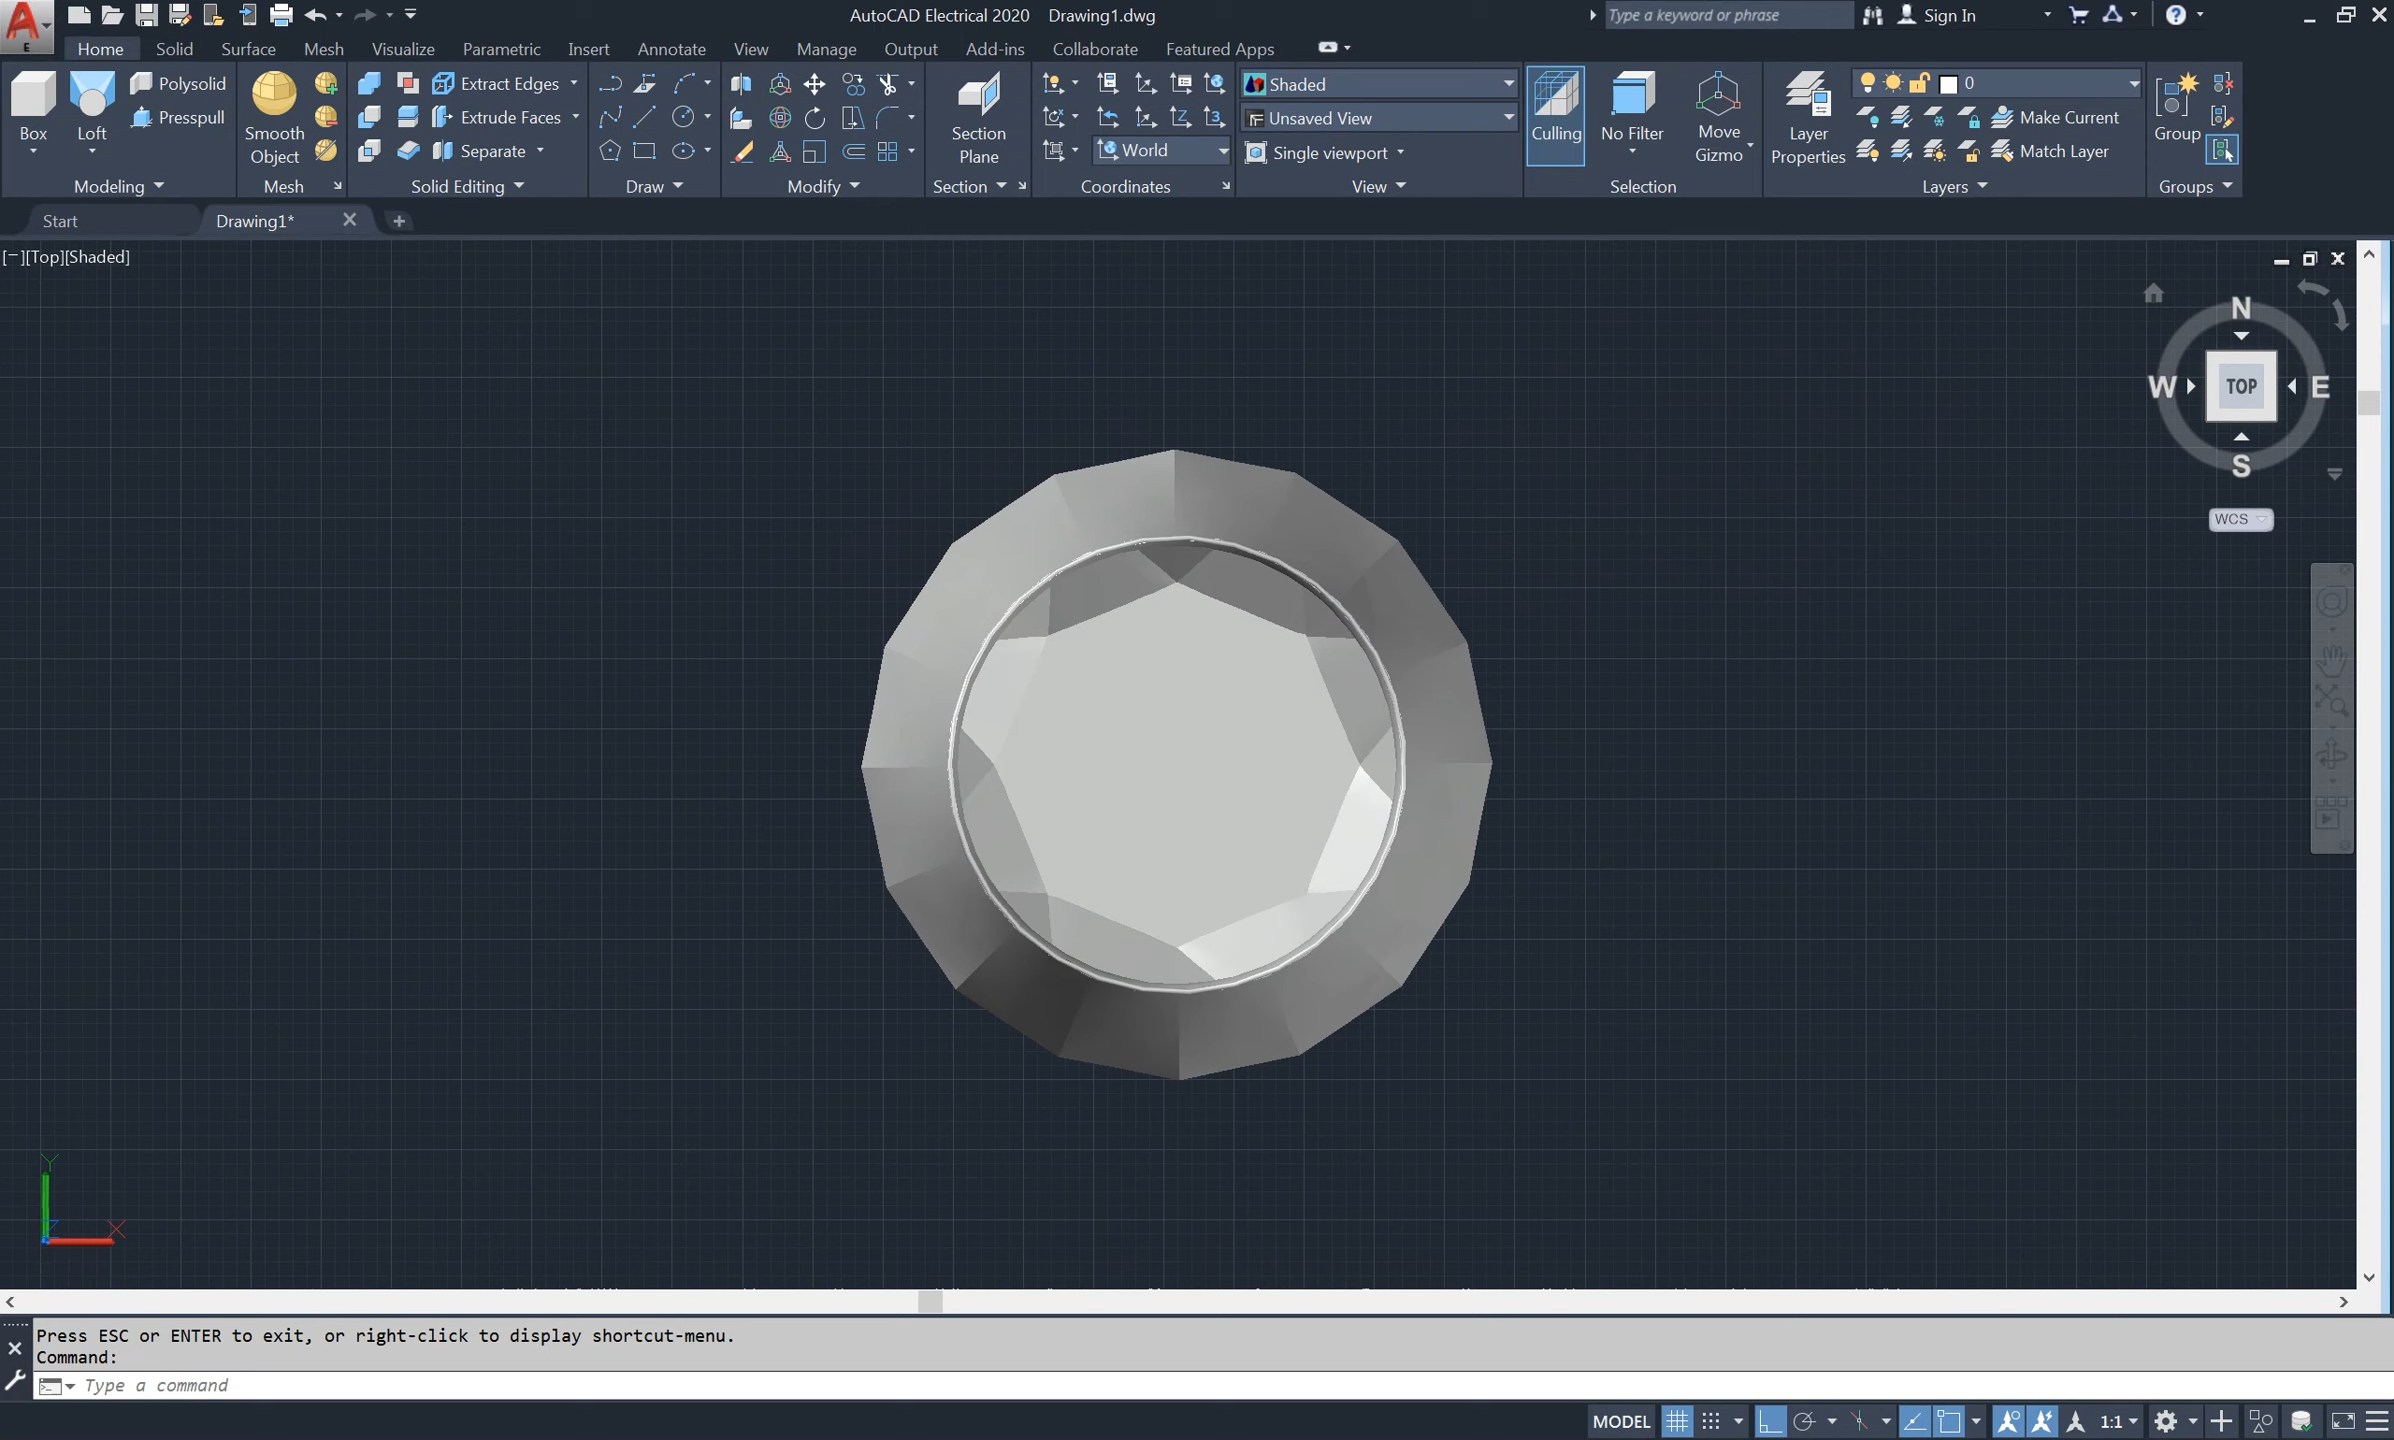 AutoCAD Electrical 2020 Drawing1.dwg
Type a keyword or phrase
Sign In
E
Home Solid Surface Mesh Visualize Parametric Insert Annotate View Manage Output Add-ins Collaborate Featured Apps
Box
Loft
Polysolid
Presspull
Modeling
Smooth
Object
Mesh
Extract Edges
Extrude Faces
Separate
Solid Editing
Draw
Modify
Section
Plane
Section
World
Coordinates
Shaded
Unsaved View
Single viewport
View
Culling
No Filter
Move
Gizmo
Selection
Layer
Properties
0
Make Current
Match Layer
Layers
Group
Groups
Start
Drawing1*
[−][Top][Shaded]
N
W
TOP
E
S
WCS
Y
X
Press ESC or ENTER to exit, or right-click to display shortcut-menu.
Command:
Type a command
MODEL
1:1